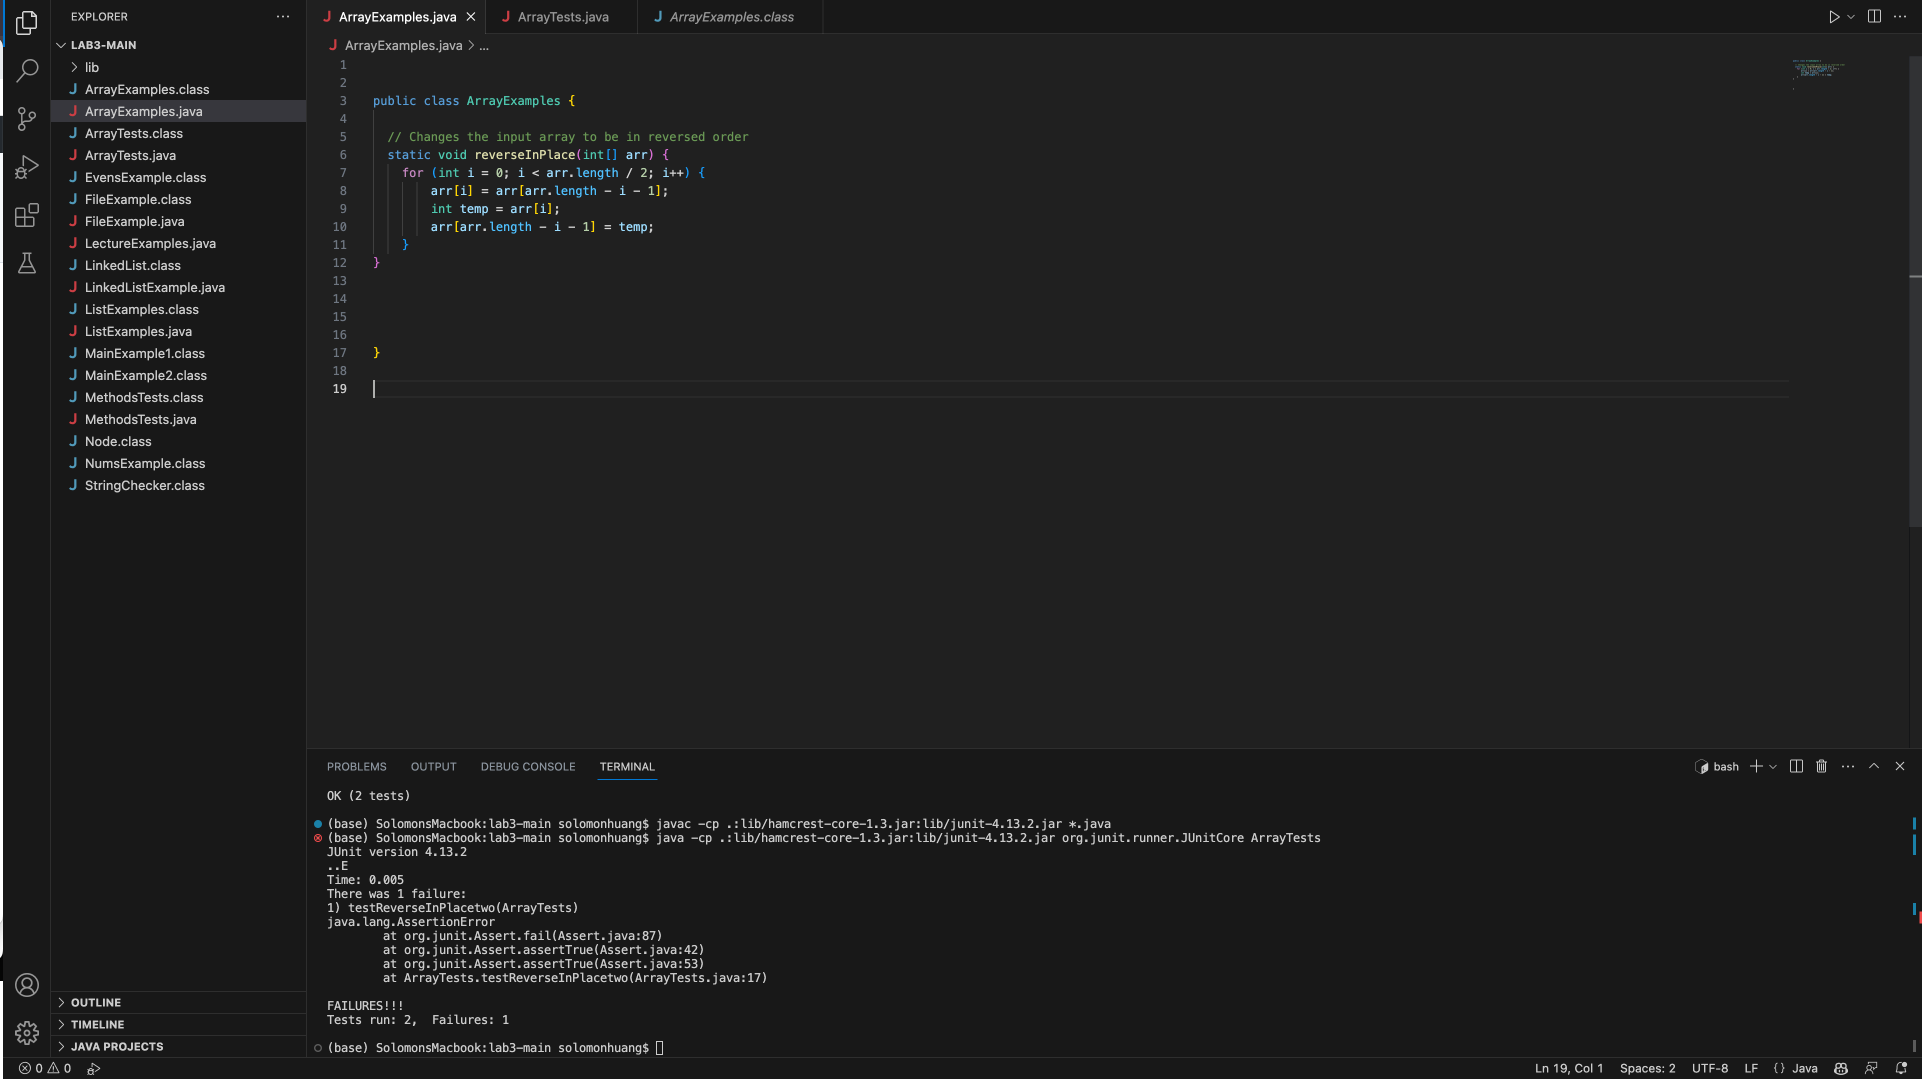 EXPLORER
LAB3-MAIN
lib
J ArrayExamples.class
J ArrayExamples.java
J ArrayTests.class
J ArrayTests.java
J EvensExample.class
J FileExample.class
J FileExample.java
J LectureExamples.java
J LinkedList.class
J LinkedListExample.java
J ListExamples.class
J ListExamples.java
J MainExample1.class
J MainExample2.class
J MethodsTests.class
J MethodsTests.java
J Node.class
J NumsExample.class
J StringChecker.class
OUTLINE
TIMELINE
JAVA PROJECTS
J ArrayExamples.java J ArrayTests.java J ArrayExamples.class
J ArrayExamples.java > ...
1
2
3 public class ArrayExamples {
4
5 // Changes the input array to be in reversed order
6 static void reverseInPlace(int[] arr) {
7 for (int i = 0; i < arr.length / 2; i++) {
8 arr[i] = arr[arr.length - i - 1];
9 int temp = arr[i];
10 arr[arr.length - i - 1] = temp;
11 }
12 }
13
14
15
16
17 }
18
19
PROBLEMS OUTPUT DEBUG CONSOLE TERMINAL bash
OK (2 tests)
(base) SolomonsMacbook:lab3-main solomonhuang$ javac -cp .:lib/hamcrest-core-1.3.jar:lib/junit-4.13.2.jar *.java
(base) SolomonsMacbook:lab3-main solomonhuang$ java -cp .:lib/hamcrest-core-1.3.jar:lib/junit-4.13.2.jar org.junit.runner.JUnitCore ArrayTests
JUnit version 4.13.2
..E
Time: 0.005
There was 1 failure:
1) testReverseInPlacetwo(ArrayTests)
java.lang.AssertionError
at org.junit.Assert.fail(Assert.java:87)
at org.junit.Assert.assertTrue(Assert.java:42)
at org.junit.Assert.assertTrue(Assert.java:53)
at ArrayTests.testReverseInPlacetwo(ArrayTests.java:17)
FAILURES!!!
Tests run: 2, Failures: 1
(base) SolomonsMacbook:lab3-main solomonhuang$
0 0 Ln 19, Col 1 Spaces: 2 UTF-8 LF {} Java